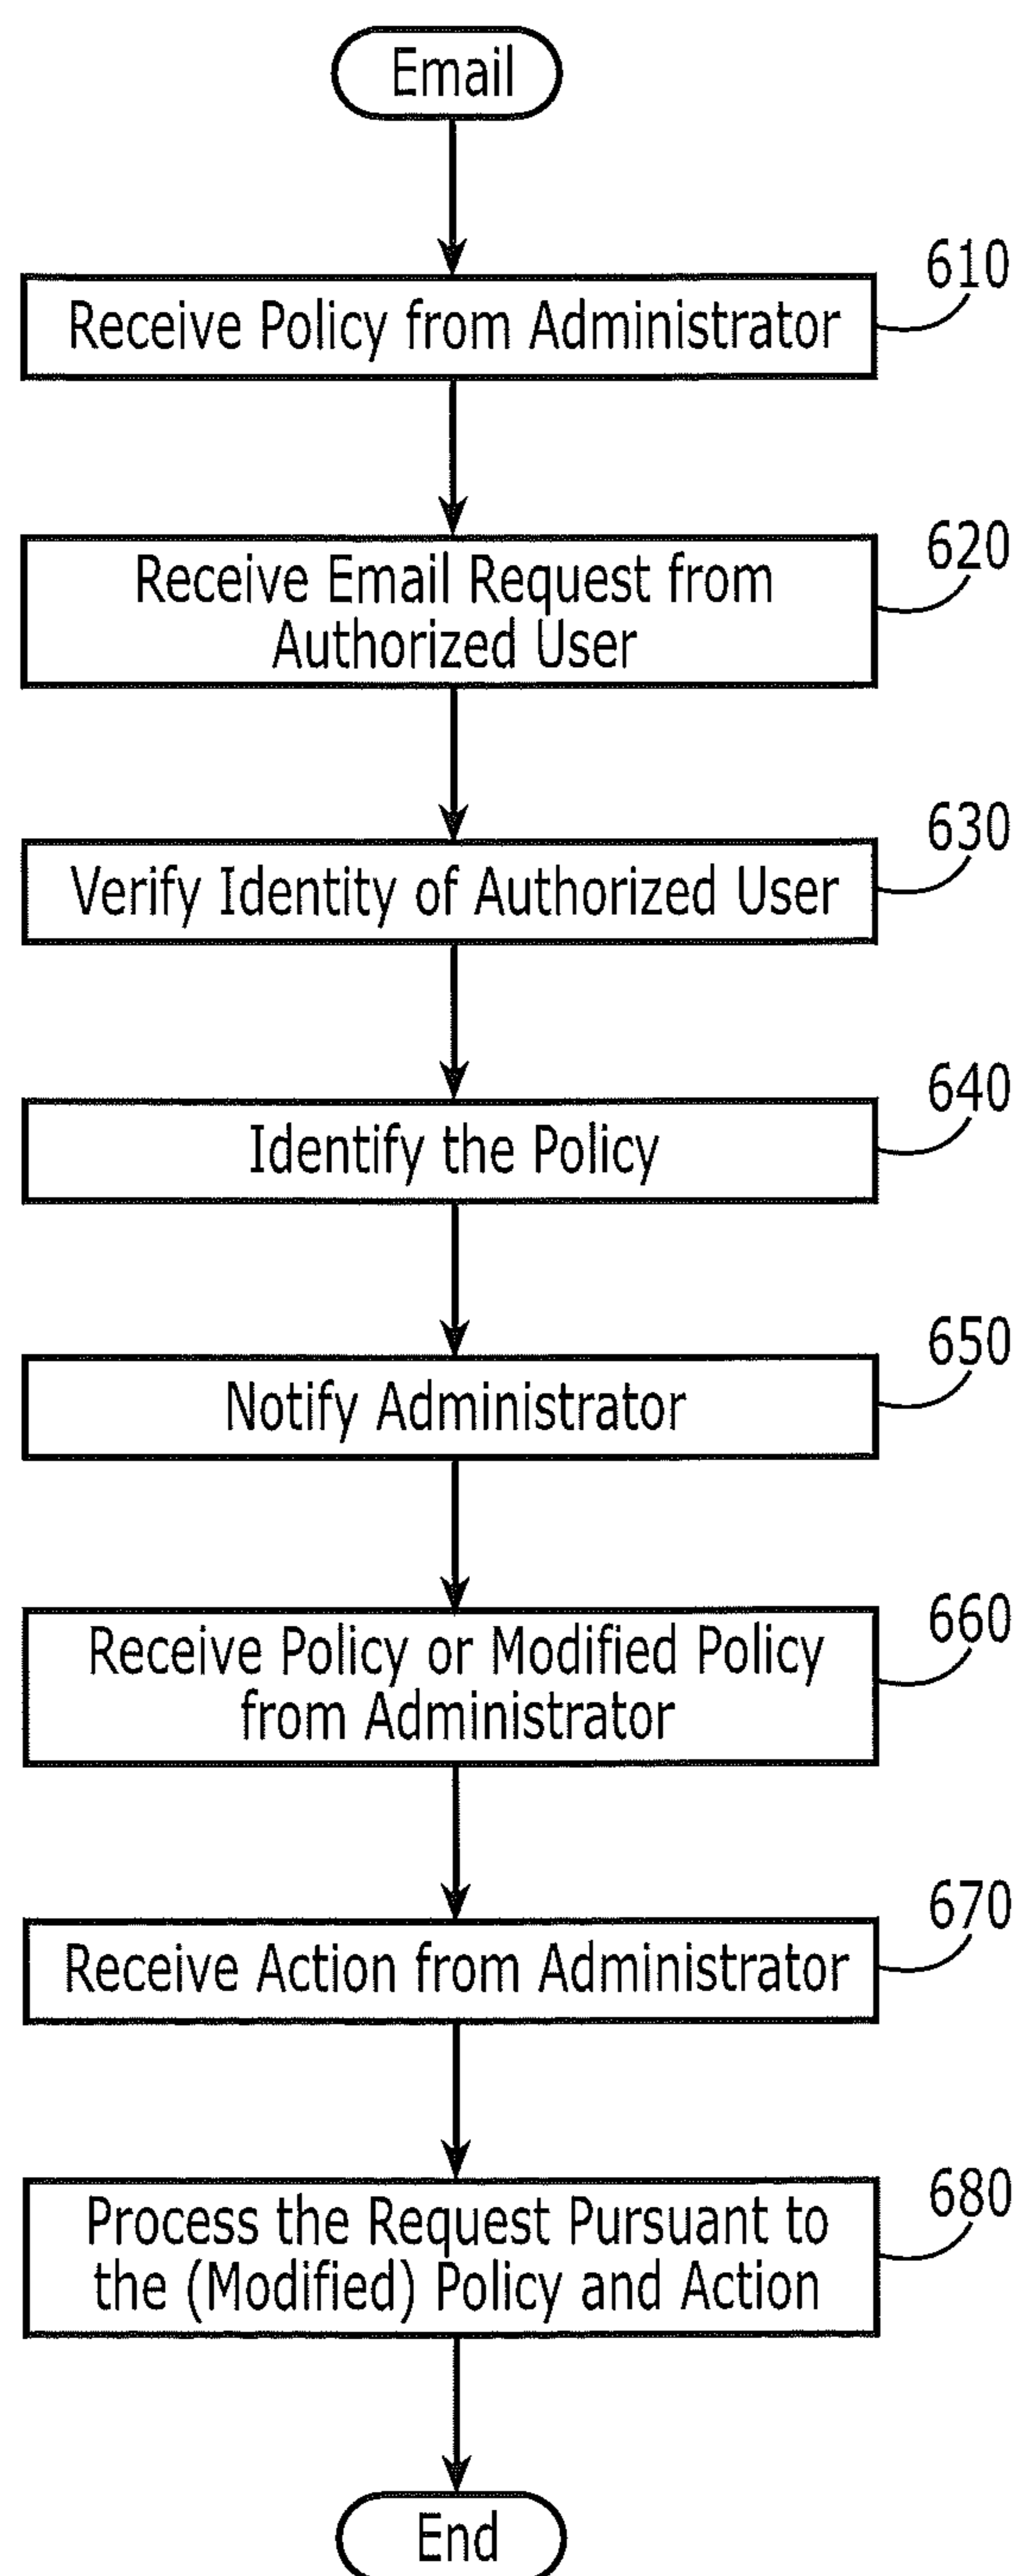 Email
610
Receive Policy from Administrator
620
Receive Email Request from
Authorized User
630
Verify Identity of Authorized User
640
Identify the Policy
650
Notify Administrator
660
Receive Policy or Modified Policy
from Administrator
670
Receive Action from Administrator
680
Process the Request Pursuant to
the (Modified) Policy and Action
End